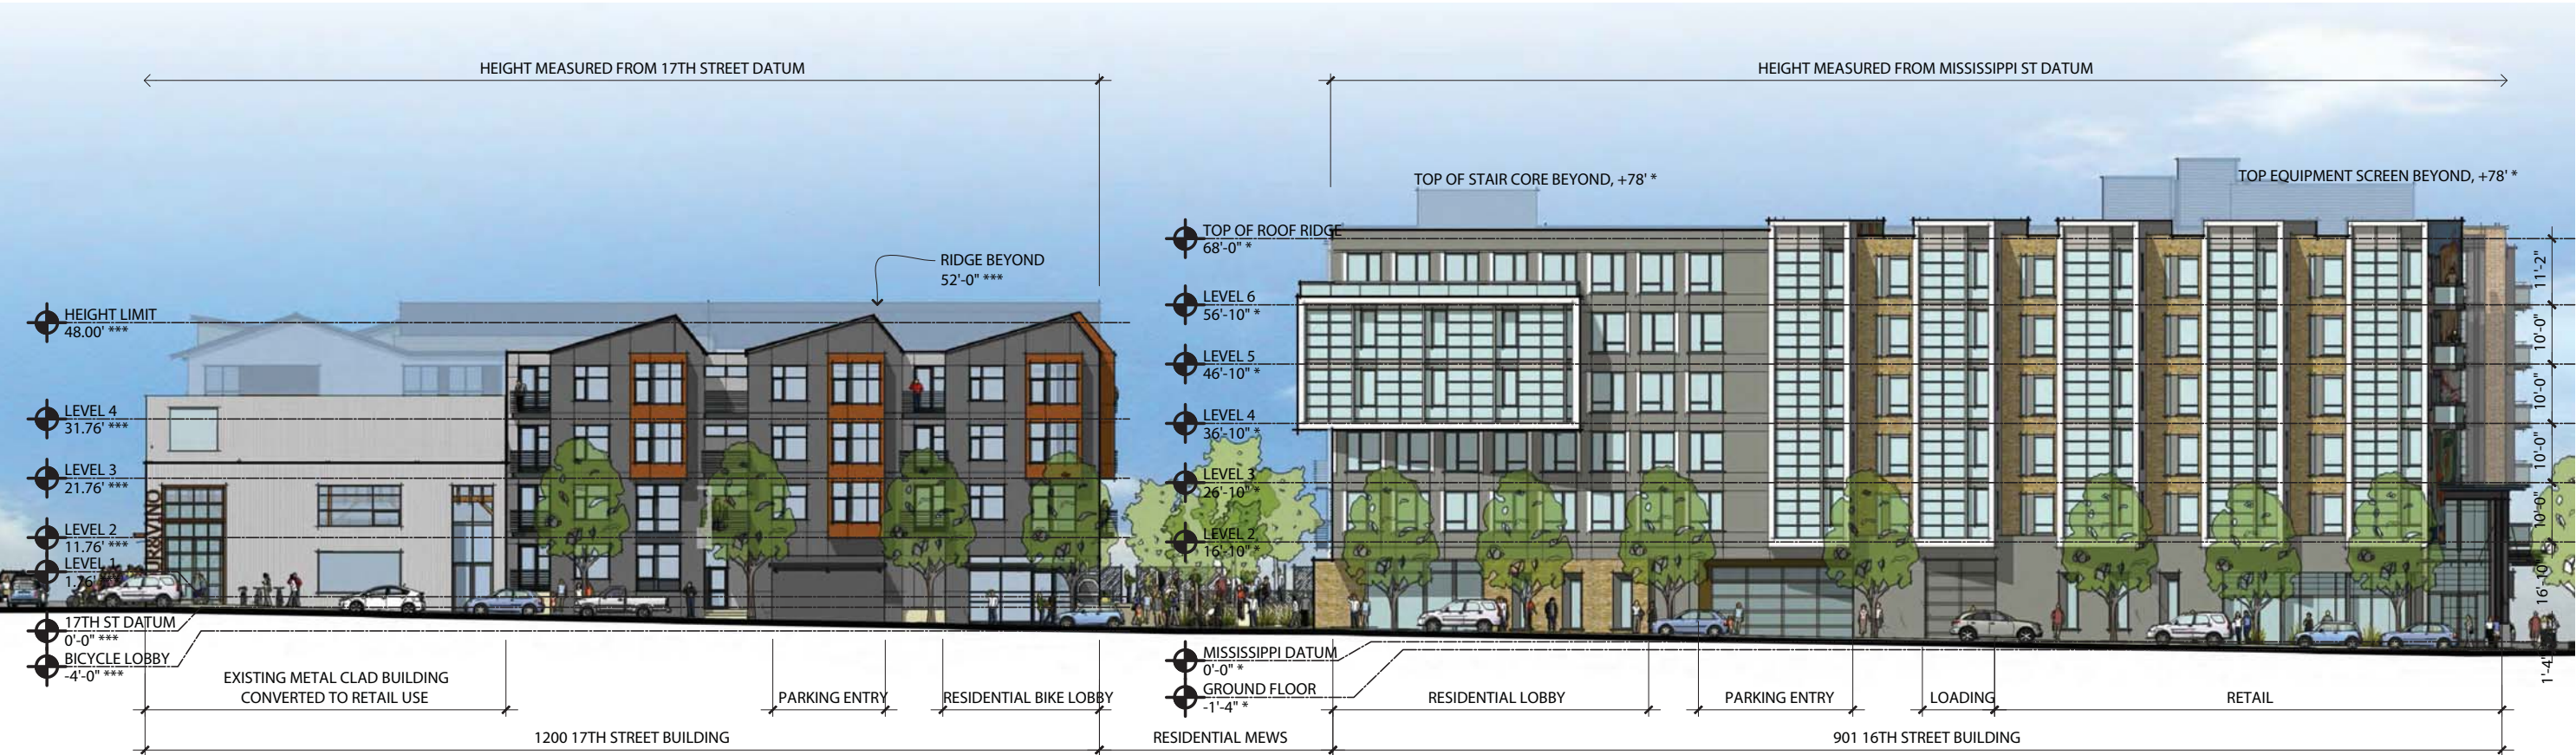 HEIGHT MEASURED FROM 17TH STREET DATUM
HEIGHT MEASURED FROM MISSISSIPPI ST DATUM
TOP OF STAIR CORE BEYOND, +78' *
TOP EQUIPMENT SCREEN BEYOND, +78' *
RIDGE BEYOND
52'-0" ***
HEIGHT LIMIT
48.00' ***
LEVEL 4
31.76' ***
LEVEL 3
21.76' ***
LEVEL 2
11.76' ***
LEVEL 1
1.76' ***
17TH ST DATUM
0'-0" ***
BICYCLE LOBBY
-4'-0" ***
TOP OF ROOF RIDGE
68'-0" *
LEVEL 6
56'-10" *
LEVEL 5
46'-10" *
LEVEL 4
36'-10" *
LEVEL 3
26'-10" *
LEVEL 2
16'-10" *
MISSISSIPPI DATUM
0'-0" *
GROUND FLOOR
-1'-4" *
11'-2"
10'-0"
10'-0"
10'-0"
10'-0"
16'-10"
1'-4"
EXISTING METAL CLAD BUILDING
CONVERTED TO RETAIL USE
PARKING ENTRY
RESIDENTIAL BIKE LOBBY
RESIDENTIAL LOBBY
PARKING ENTRY
LOADING
RETAIL
1200 17TH STREET BUILDING
RESIDENTIAL MEWS
901 16TH STREET BUILDING